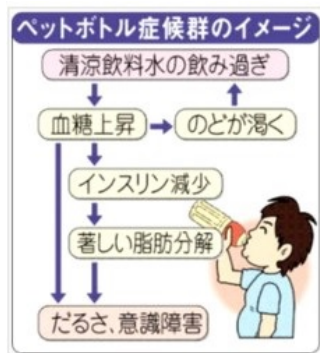 ペットボトル症候群のイメージ
清涼飲料水の飲み過ぎ
血糖上昇
のどが渇く
インスリン減少
著しい脂肪分解
だるさ、意識障害